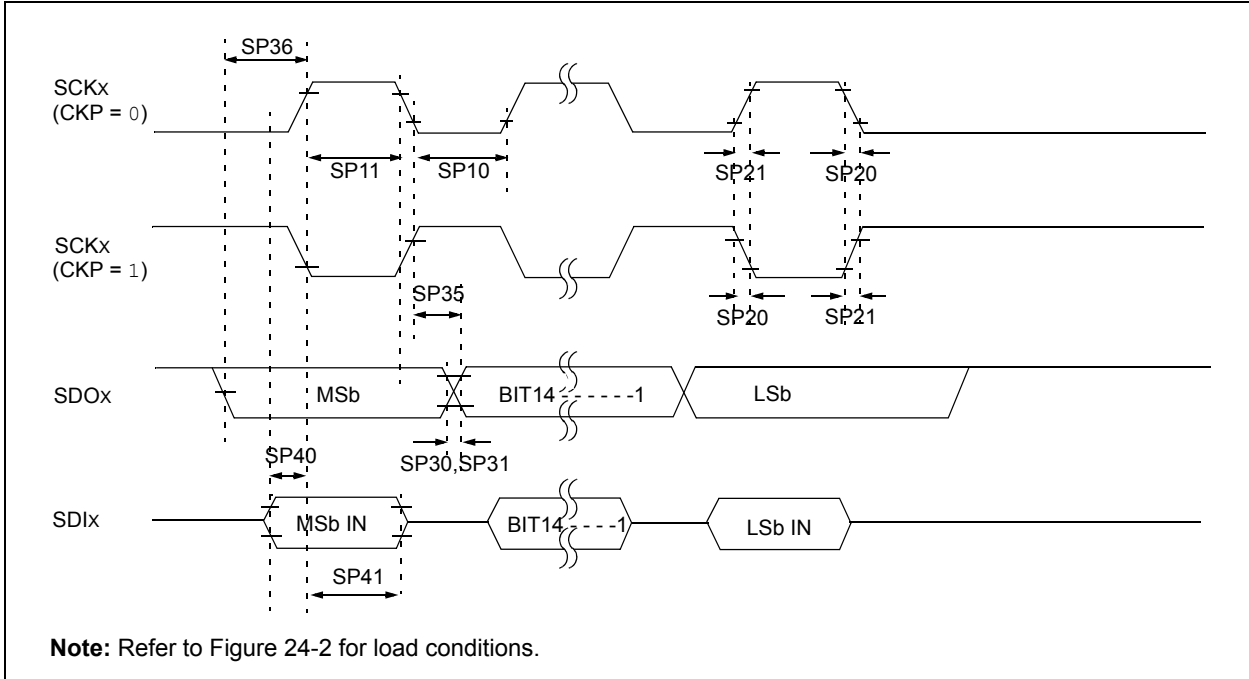 SP36
SCKx
(CKP = 0)
SP11 SP10 SP21 SP20
SCKx
(CKP = 1)
SP35
SP20 SP21
SDOx MSb BIT14 - - - - - -1 LSb
SP40 SP30,SP31
SDIx MSb IN BIT14 - - - - -1 LSb IN
SP41
Note: Refer to Figure 24-2 for load conditions.